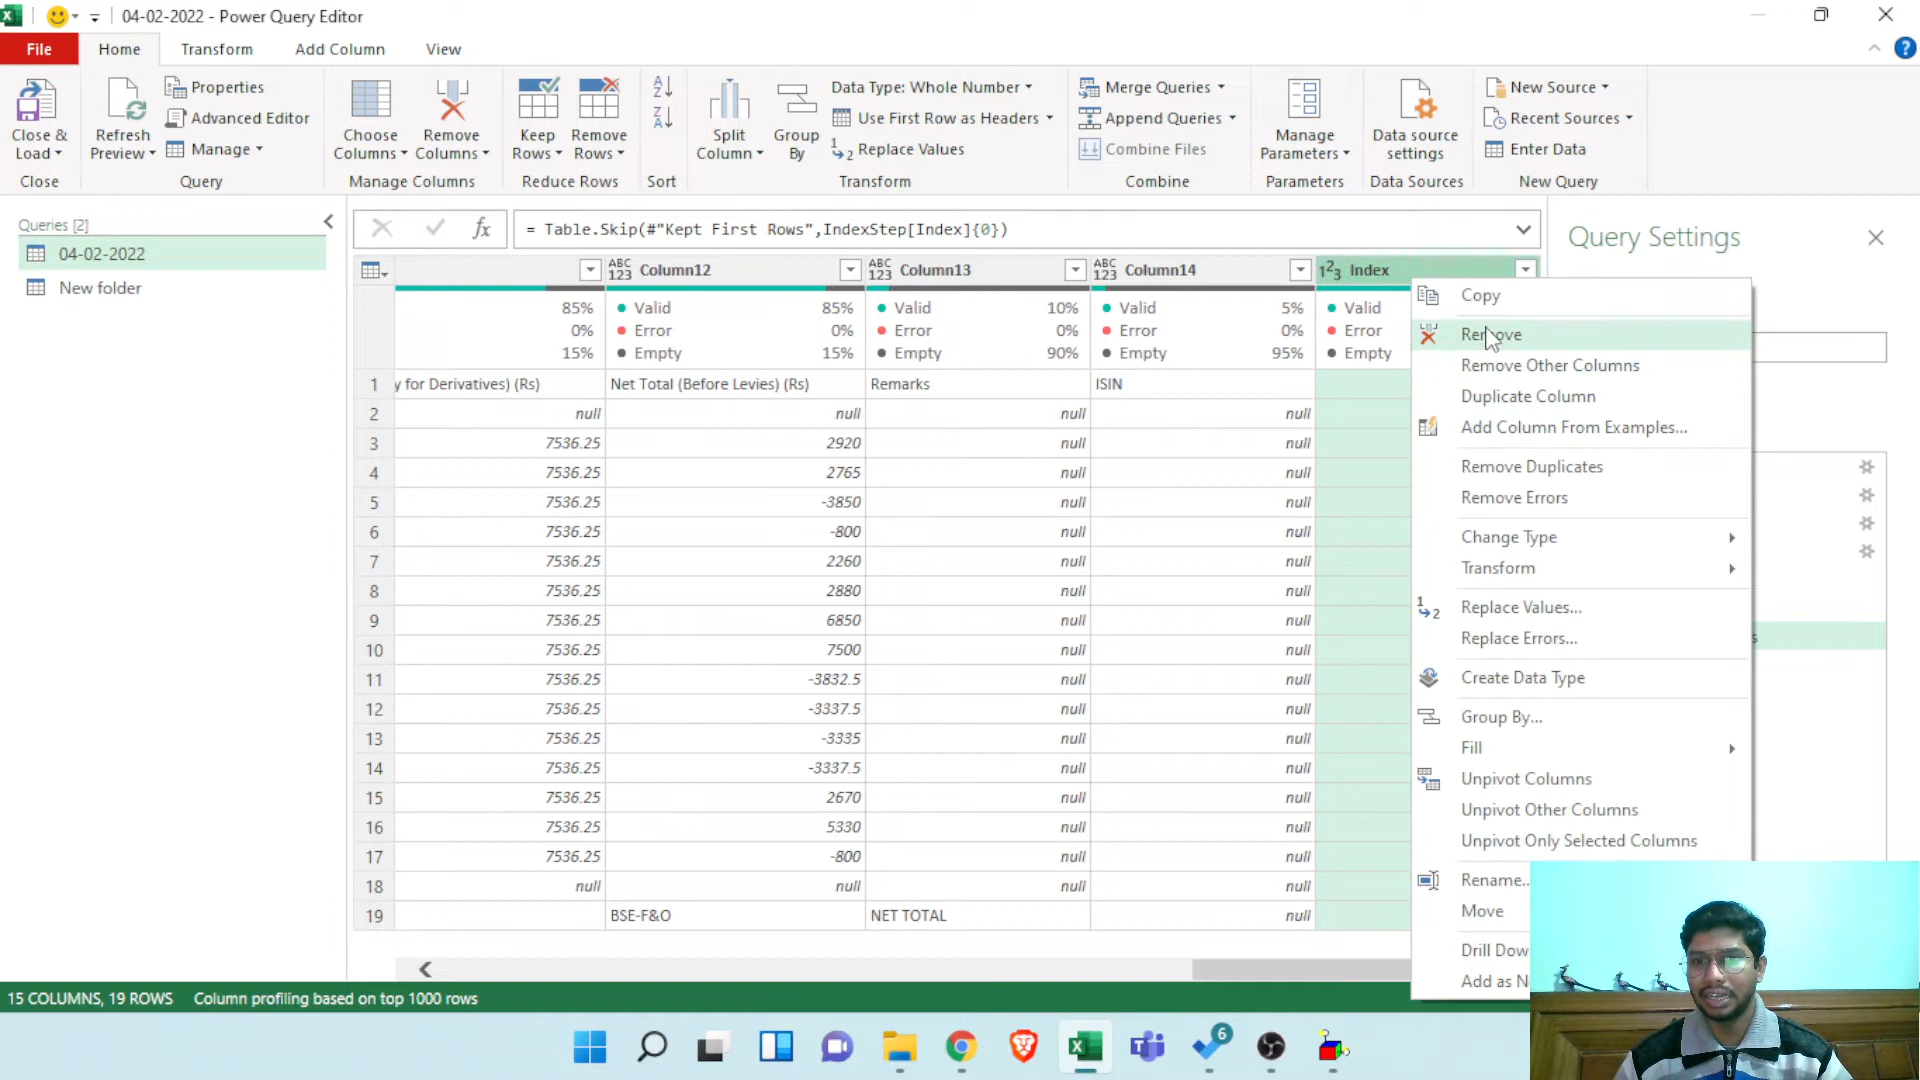 04-02-2022 - Power Query Editor
File Home Transform Add Column View
Close & Load
Close
Refresh Preview
Properties
Advanced Editor
Manage
Query
Choose Columns
Remove Columns
Manage Columns
Keep Rows
Remove Rows
Reduce Rows
Sort
Split Column
Group By
Data Type: Whole Number
Use First Row as Headers
Replace Values
Transform
Merge Queries
Append Queries
Combine Files
Combine
Manage Parameters
Parameters
Data source settings
Data Sources
New Source
Recent Sources
Enter Data
New Query
Queries [2]
04-02-2022
New folder
fx = Table.Skip(#"Kept First Rows",IndexStep[Index]{0})
Query Settings
ABC 123 Column12 ABC 123 Column13 ABC 123 Column14 1²3 Index
85% Valid 85% Valid 10% Valid 5% Valid
0% Error 0% Error 0% Error 0% Error
15% Empty 15% Empty 90% Empty 95% Empty
1 y for Derivatives) (Rs) Net Total (Before Levies) (Rs) Remarks ISIN
2 null null null null
3 7536.25 2920 null null
4 7536.25 2765 null null
5 7536.25 -3850 null null
6 7536.25 -800 null null
7 7536.25 2260 null null
8 7536.25 2880 null null
9 7536.25 6850 null null
10 7536.25 7500 null null
11 7536.25 -3832.5 null null
12 7536.25 -3337.5 null null
13 7536.25 -3335 null null
14 7536.25 -3337.5 null null
15 7536.25 2670 null null
16 7536.25 5330 null null
17 7536.25 -800 null null
18 null null null null
19 BSE-F&O NET TOTAL null
Copy
Remove
Remove Other Columns
Duplicate Column
Add Column From Examples...
Remove Duplicates
Remove Errors
Change Type
Transform
Replace Values...
Replace Errors...
Create Data Type
Group By...
Fill
Unpivot Columns
Unpivot Other Columns
Unpivot Only Selected Columns
Rename..
Move
Drill Dow
Add as N
s
15 COLUMNS, 19 ROWS Column profiling based on top 1000 rows
6